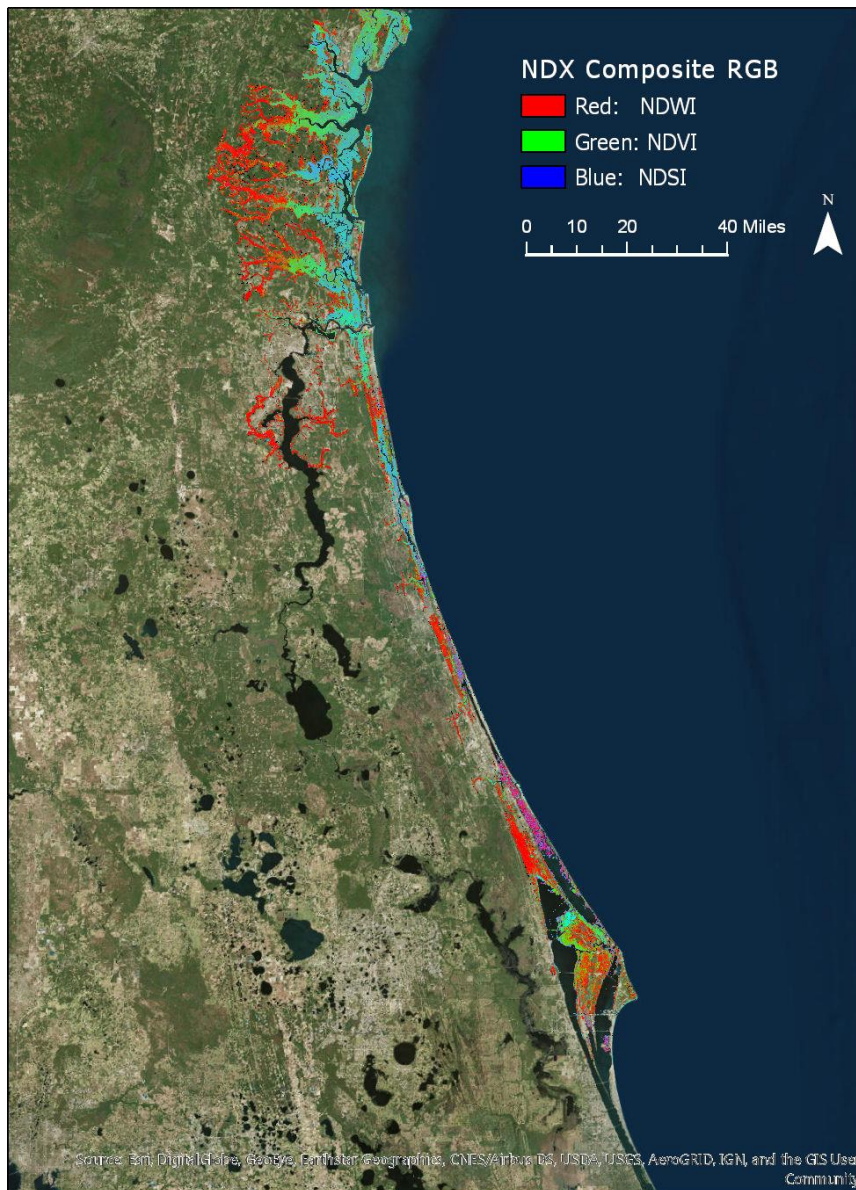 NDX Composite RGB
Red: NDWI
Green: NDVI
Blue: NDSI
0 10 20 40 Miles
N
Source: Esri, DigitalGlobe, GeoEye, Earthstar Geographics, CNES/Airbus DS, USDA, USGS, AeroGRID, IGN, and the GIS User
Community